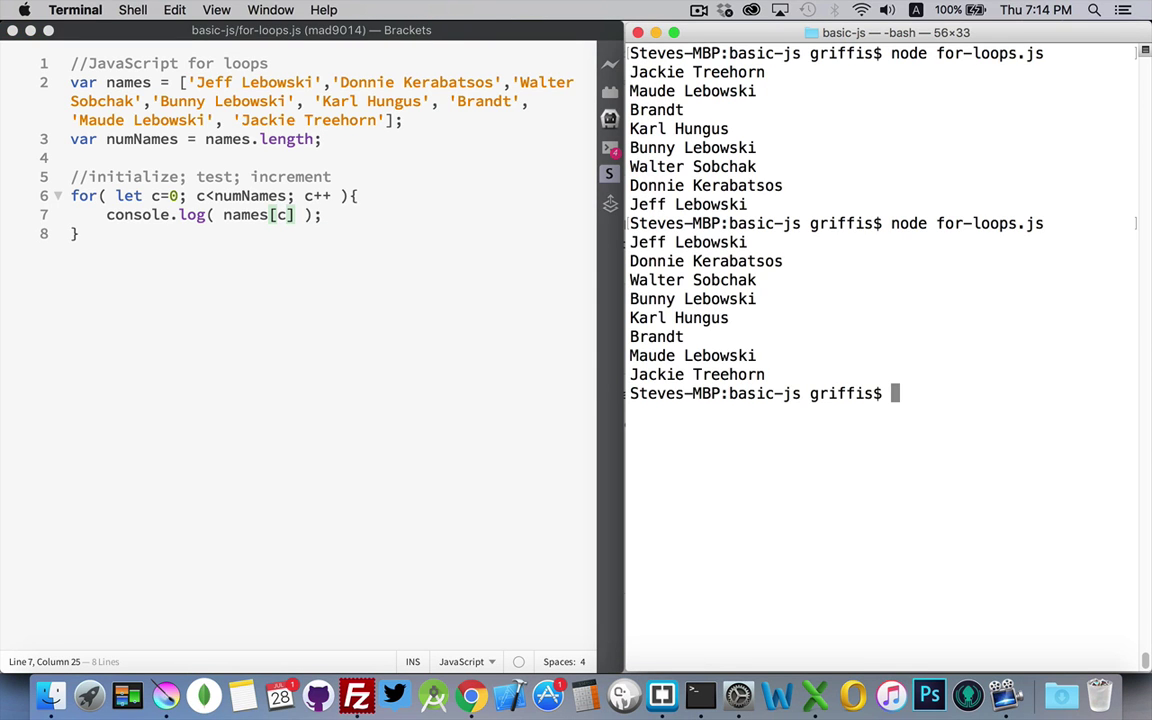 Terminal Shell Edit View Window Help 100% Thu 7:14 PM
basic-js/for-loops.js (mad9014) — Brackets
1 //JavaScript for loops
2 var names = ['Jeff Lebowski','Donnie Kerabatsos','Walter
Sobchak','Bunny Lebowski', 'Karl Hungus', 'Brandt',
'Maude Lebowski', 'Jackie Treehorn'];
3 var numNames = names.length;
4
5 //initialize; test; increment
6 for( let c=0; c<numNames; c++ ){
7 console.log( names[c] );
8 }
Line 7, Column 25 — 8 Lines
INS JavaScript Spaces: 4
basic-js — -bash — 56×33
Steves-MBP:basic-js griffis$ node for-loops.js
Jackie Treehorn
Maude Lebowski
Brandt
Karl Hungus
Bunny Lebowski
Walter Sobchak
Donnie Kerabatsos
Jeff Lebowski
Steves-MBP:basic-js griffis$ node for-loops.js
Jeff Lebowski
Donnie Kerabatsos
Walter Sobchak
Bunny Lebowski
Karl Hungus
Brandt
Maude Lebowski
Jackie Treehorn
Steves-MBP:basic-js griffis$